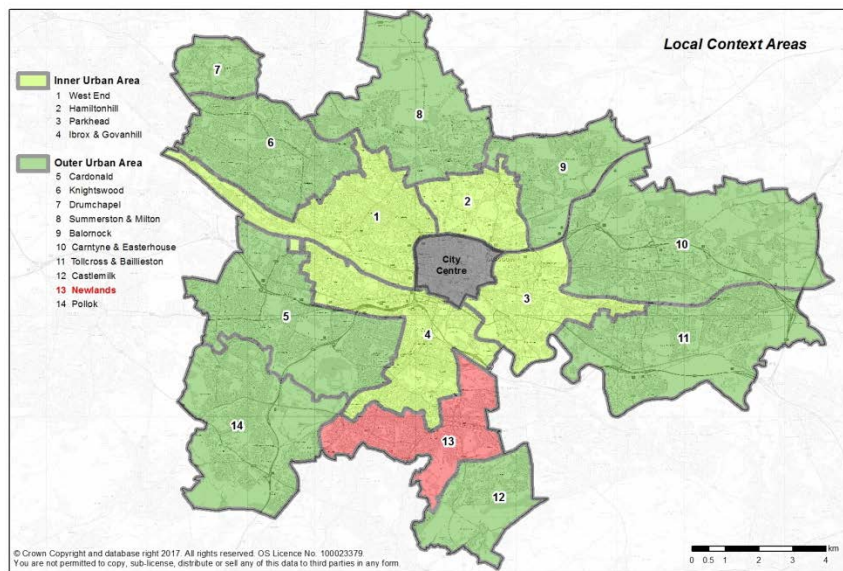 Local Context Areas
Inner Urban Area
1 West End
2 Hamiltonhill
3 Parkhead
4 Ibrox & Govanhill
Outer Urban Area
5 Cardonald
6 Knightswood
7 Drumchapel
8 Summerston & Milton
9 Balornock
10 Carntyne & Easterhouse
11 Tollcross & Baillieston
12 Castlemilk
13 Newlands
14 Pollok
7
8
6
9
2
1
10
City
Centre
3
5
4
11
14
13
12
© Crown Copyright and database right 2017. All rights reserved. OS Licence No. 100023379.
You are not permitted to copy, sub-license, distribute or sell any of this data to third parties in any form.
km
0 0.5 1 2 3 4